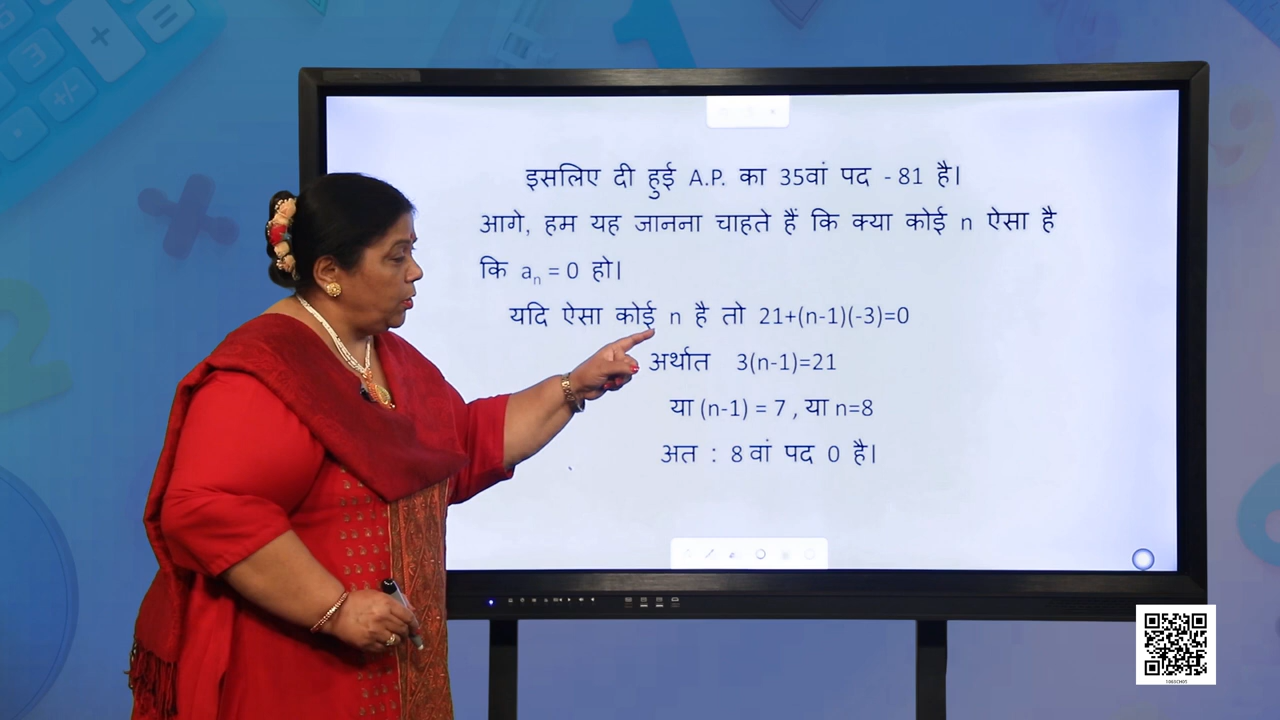 इसलिए दी हुई A.P. का 35वां पद - 81 है।
आगे, हम यह जानना चाहते हैं कि क्या कोई n ऐसा है
कि aₙ = 0 हो।
यदि ऐसा कोई n है तो 21+(n-1)(-3)=0
अर्थात 3(n-1)=21
या (n-1) = 7 , या n=8
अत : 8 वां पद 0 है।